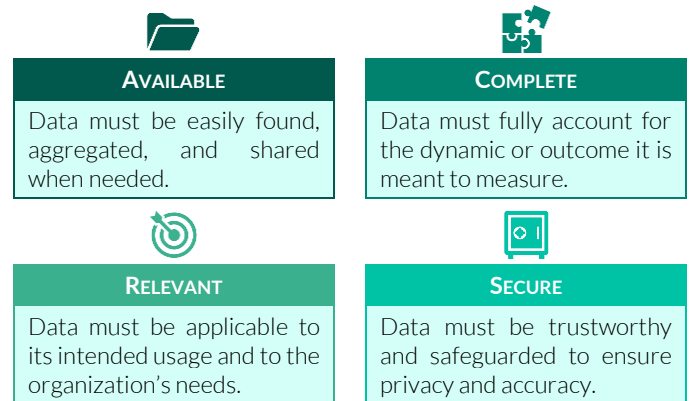 AVAILABLE
Data must be easily found,
aggregated, and shared
when needed.
COMPLETE
Data must fully account for
the dynamic or outcome it is
meant to measure.
RELEVANT
Data must be applicable to
its intended usage and to the
organization's needs.
SECURE
Data must be trustworthy
and safeguarded to ensure
privacy and accuracy.